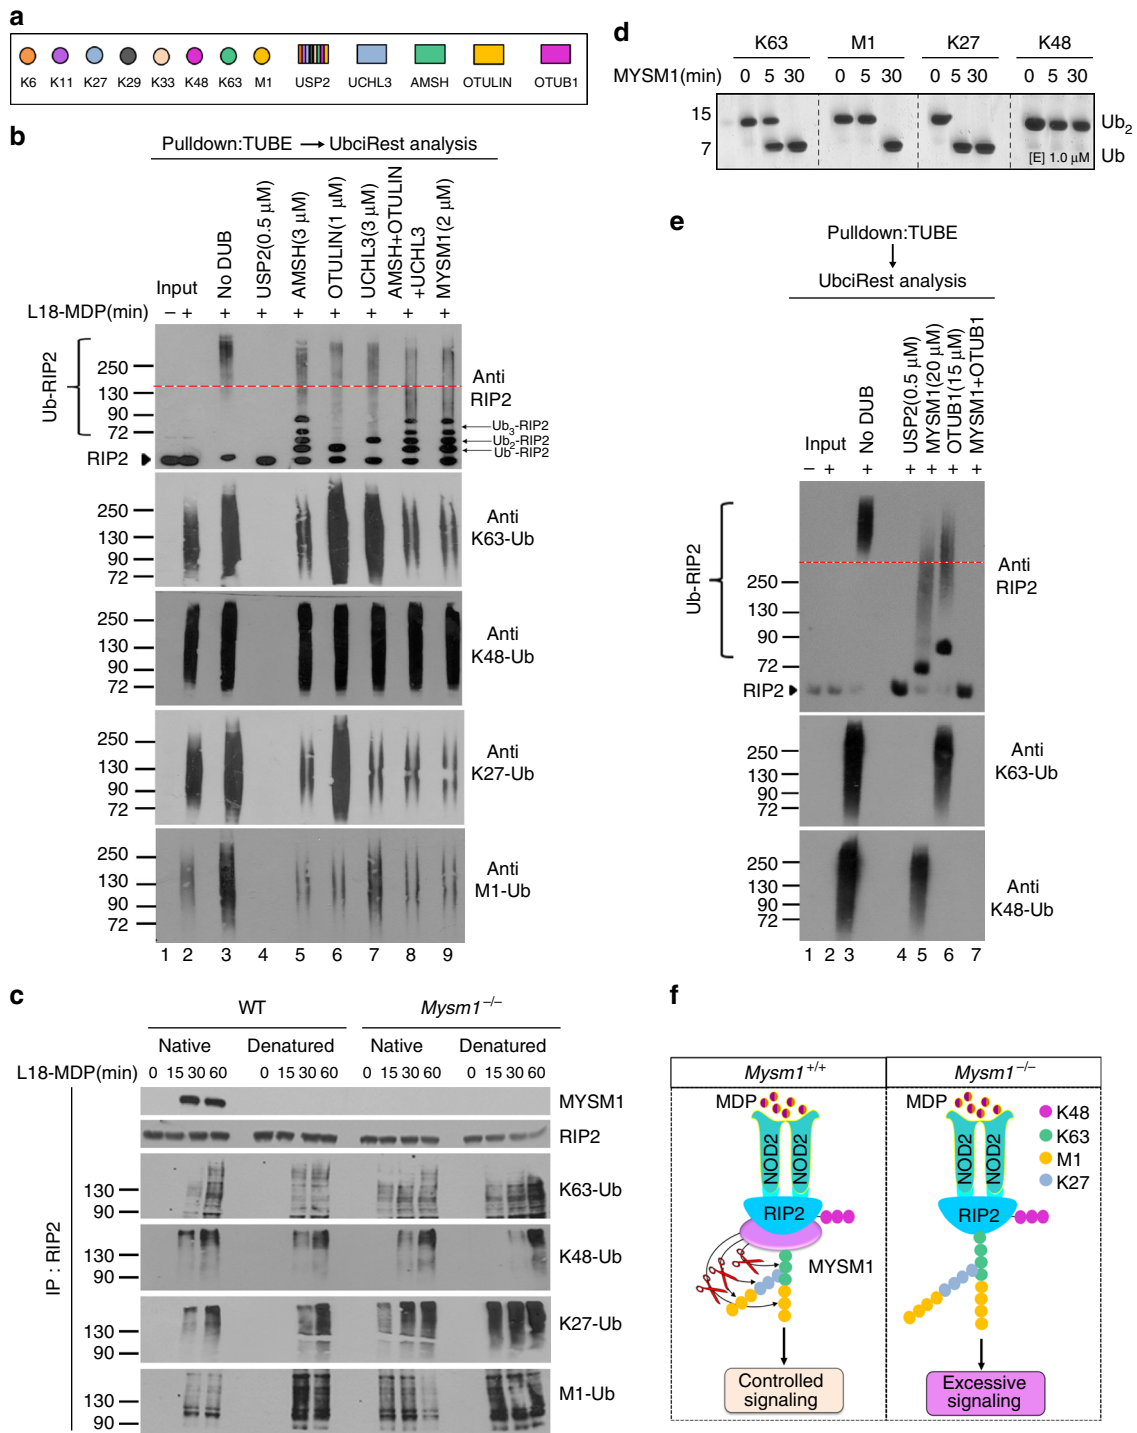 a
K6 K11 K27 K29 K33 K48 K63 M1 USP2 UCHL3 AMSH OTULIN OTUB1
b
Pulldown:TUBE → UbciRest analysis
Input
No DUB
USP2(0.5 µM)
AMSH(3 µM)
OTULIN(1 µM)
UCHL3(3 µM)
AMSH+OTULIN
+UCHL3
MYSM1(2 µM)
L18-MDP(min) – + + + + + + + +
Ub-RIP2
250
130
90
72
RIP2
Anti
RIP2
Ub3-RIP2
Ub2-RIP2
Ub-RIP2
250
130
90
72
Anti
K63-Ub
250
130
90
72
Anti
K48-Ub
250
130
90
72
Anti
K27-Ub
250
130
90
72
Anti
M1-Ub
1 2 3 4 5 6 7 8 9
c
WT Mysm1–/–
Native Denatured Native Denatured
L18-MDP(min) 0 15 30 60 0 15 30 60 0 15 30 60 0 15 30 60
IP : RIP2
MYSM1
RIP2
130
90
K63-Ub
130
90
K48-Ub
130
90
K27-Ub
130
90
M1-Ub
d
K63 M1 K27 K48
MYSM1(min) 0 5 30 0 5 30 0 5 30 0 5 30
15
7
Ub2
Ub
[E] 1.0 µM
e
Pulldown:TUBE
UbciRest analysis
Input
No DUB
USP2(0.5 µM)
MYSM1(20 µM)
OTUB1(15 µM)
MYSM1+OTUB1
– + + + + + +
Ub-RIP2
250
130
90
72
RIP2
Anti
RIP2
250
130
90
72
Anti
K63-Ub
250
130
90
72
Anti
K48-Ub
1 2 3 4 5 6 7
f
Mysm1+/+ Mysm1–/–
MDP
NOD2 NOD2
RIP2
MYSM1
Controlled
signaling
MDP
NOD2 NOD2
RIP2
K48
K63
M1
K27
Excessive
signaling